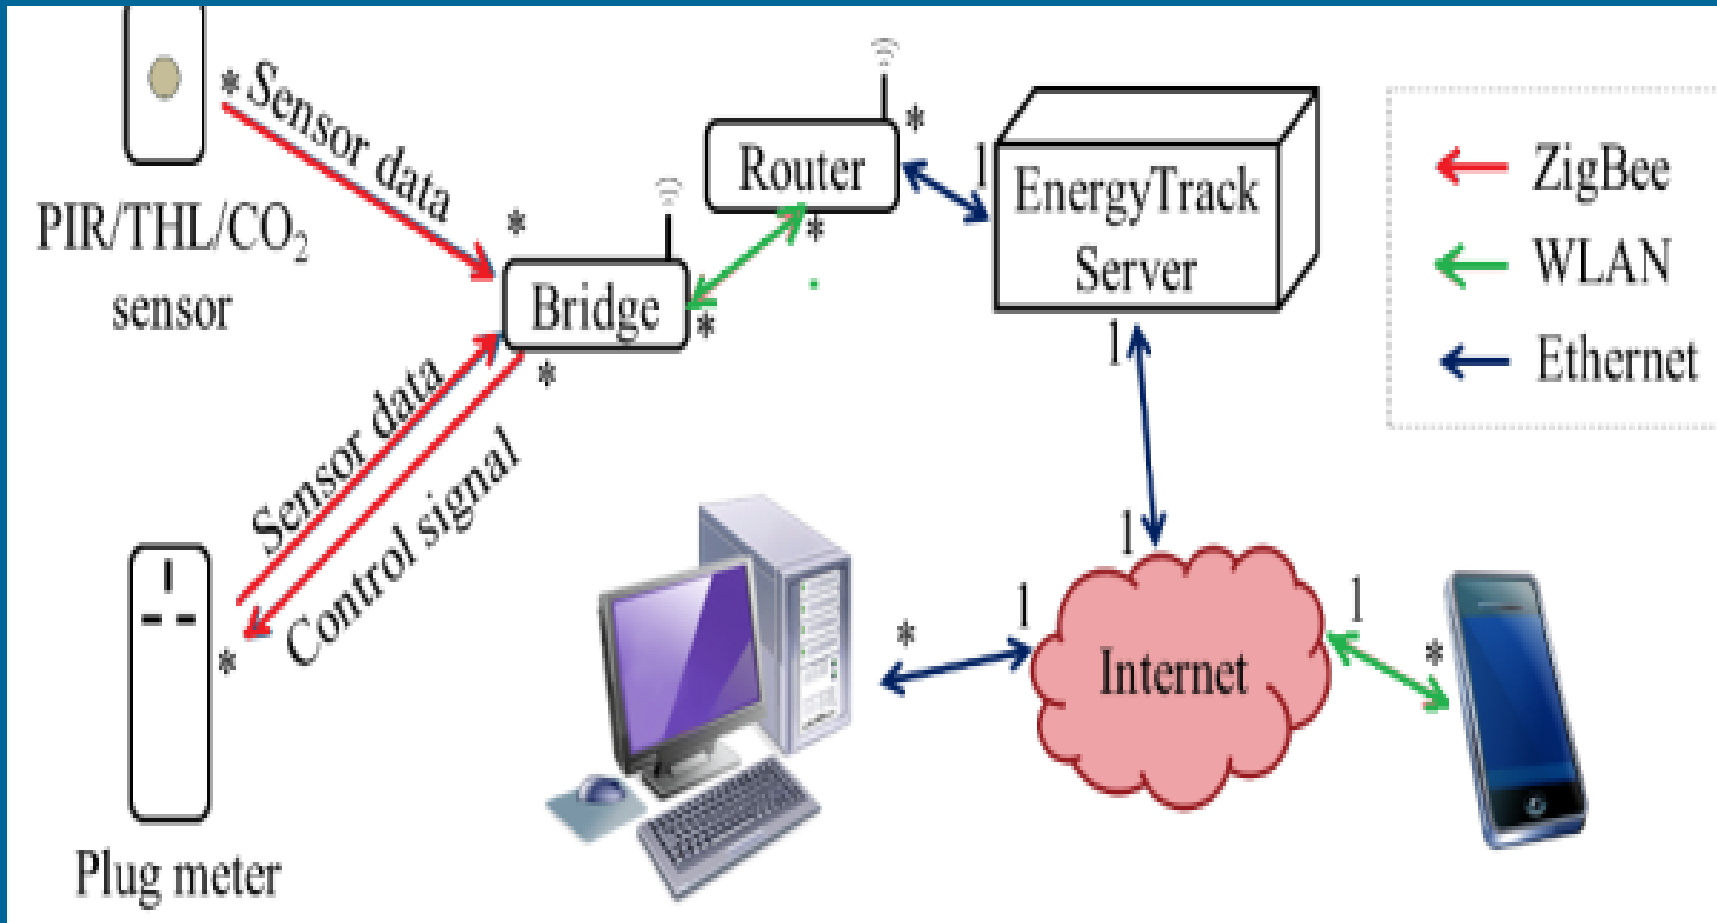 * Sensor data
PIR/THL/CO₂
sensor
*
Bridge
*
*
Router
*
*
1
EnergyTrack
Server
1
ZigBee
WLAN
Ethernet
Sensor data
Control signal
*
Plug meter
1
*
1
Internet
1
*